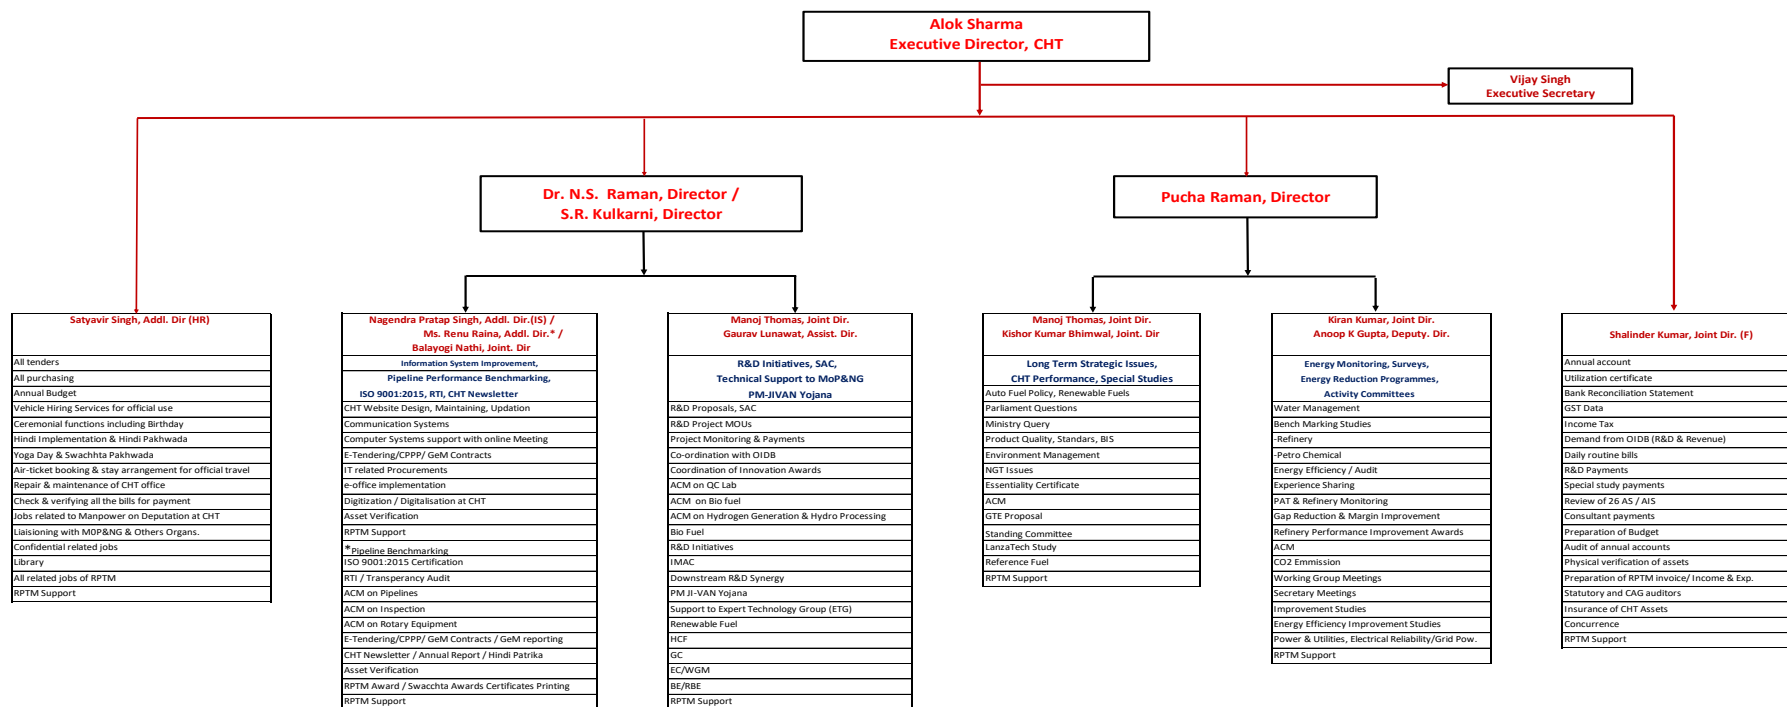 Alok Sharma
Executive Director, CHT
Vijay Singh
Executive Secretary
Dr. N.S. Raman, Director /
S.R. Kulkarni, Director
Pucha Raman, Director
Satyavir Singh, Addl. Dir (HR)
All tenders
All purchasing
Annual Budget
Vehicle Hiring Services for official use
Ceremonial functions including Birthday
Hindi Implementation & Hindi Pakhwada
Yoga Day & Swachhta Pakhwada
Air-ticket booking & stay arrangement for official travel
Repair & maintenance of CHT office
Check & verifying all the bills for payment
Jobs related to Manpower on Deputation at CHT
Liaisioning with M0P&NG & Others Organs.
Confidential related jobs
Library
All related jobs of RPTM
RPTM Support
Nagendra Pratap Singh, Addl. Dir.(IS) /
Ms. Renu Raina, Addl. Dir.* /
Balayogi Nathi, Joint. Dir
Information System Improvement,
Pipeline Performance Benchmarking,
ISO 9001:2015, RTI, CHT Newsletter
CHT Website Design, Maintaining, Updation
Communication Systems
Computer Systems support with online Meeting
E-Tendering/CPPP/ GeM Contracts
IT related Procurements
e-office implementation
Digitization / Digitalisation at CHT
Asset Verification
RPTM Support
*Pipeline Benchmarking
ISO 9001:2015 Certification
RTI / Transperancy Audit
ACM on Pipelines
ACM on Inspection
ACM on Rotary Equipment
E-Tendering/CPPP/ GeM Contracts / GeM reporting
CHT Newsletter / Annual Report / Hindi Patrika
Asset Verification
RPTM Award / Swacchta Awards Certificates Printing
RPTM Support
Manoj Thomas, Joint Dir.
Gaurav Lunawat, Assist. Dir.
R&D Initiatives, SAC,
Technical Support to MoP&NG
PM-JIVAN Yojana
R&D Proposals, SAC
R&D Project MOUs
Project Monitoring & Payments
Co-ordination with OIDB
Coordination of Innovation Awards
ACM on QC Lab
ACM on Bio fuel
ACM on Hydrogen Generation & Hydro Processing
Bio Fuel
R&D Initiatives
IMAC
Downstream R&D Synergy
PM JI-VAN Yojana
Support to Expert Technology Group (ETG)
Renewable Fuel
HCF
GC
EC/WGM
BE/RBE
RPTM Support
Manoj Thomas, Joint Dir.
Kishor Kumar Bhimwal, Joint. Dir
Long Term Strategic Issues,
CHT Performance, Special Studies
Auto Fuel Policy, Renewable Fuels
Parliament Questions
Ministry Query
Product Quality, Standars, BIS
Environment Management
NGT Issues
Essentiality Certificate
ACM
GTE Proposal
Standing Committee
LanzaTech Study
Reference Fuel
RPTM Support
Kiran Kumar, Joint Dir.
Anoop K Gupta, Deputy. Dir.
Energy Monitoring, Surveys,
Energy Reduction Programmes,
Activity Committees
Water Management
Bench Marking Studies
-Refinery
-Petro Chemical
Energy Efficiency / Audit
Experience Sharing
PAT & Refinery Monitoring
Gap Reduction & Margin Improvement
Refinery Performance Improvement Awards
ACM
CO2 Emmission
Working Group Meetings
Secretary Meetings
Improvement Studies
Energy Efficiency Improvement Studies
Power & Utilities, Electrical Reliability/Grid Pow.
RPTM Support
Shalinder Kumar, Joint Dir. (F)
Annual account
Utilization certificate
Bank Reconciliation Statement
GST Data
Income Tax
Demand from OIDB (R&D & Revenue)
Daily routine bills
R&D Payments
Special study payments
Review of 26 AS / AIS
Consultant payments
Preparation of Budget
Audit of annual accounts
Physical verification of assets
Preparation of RPTM invoice/ Income & Exp.
Statutory and CAG auditors
Insurance of CHT Assets
Concurrence
RPTM Support